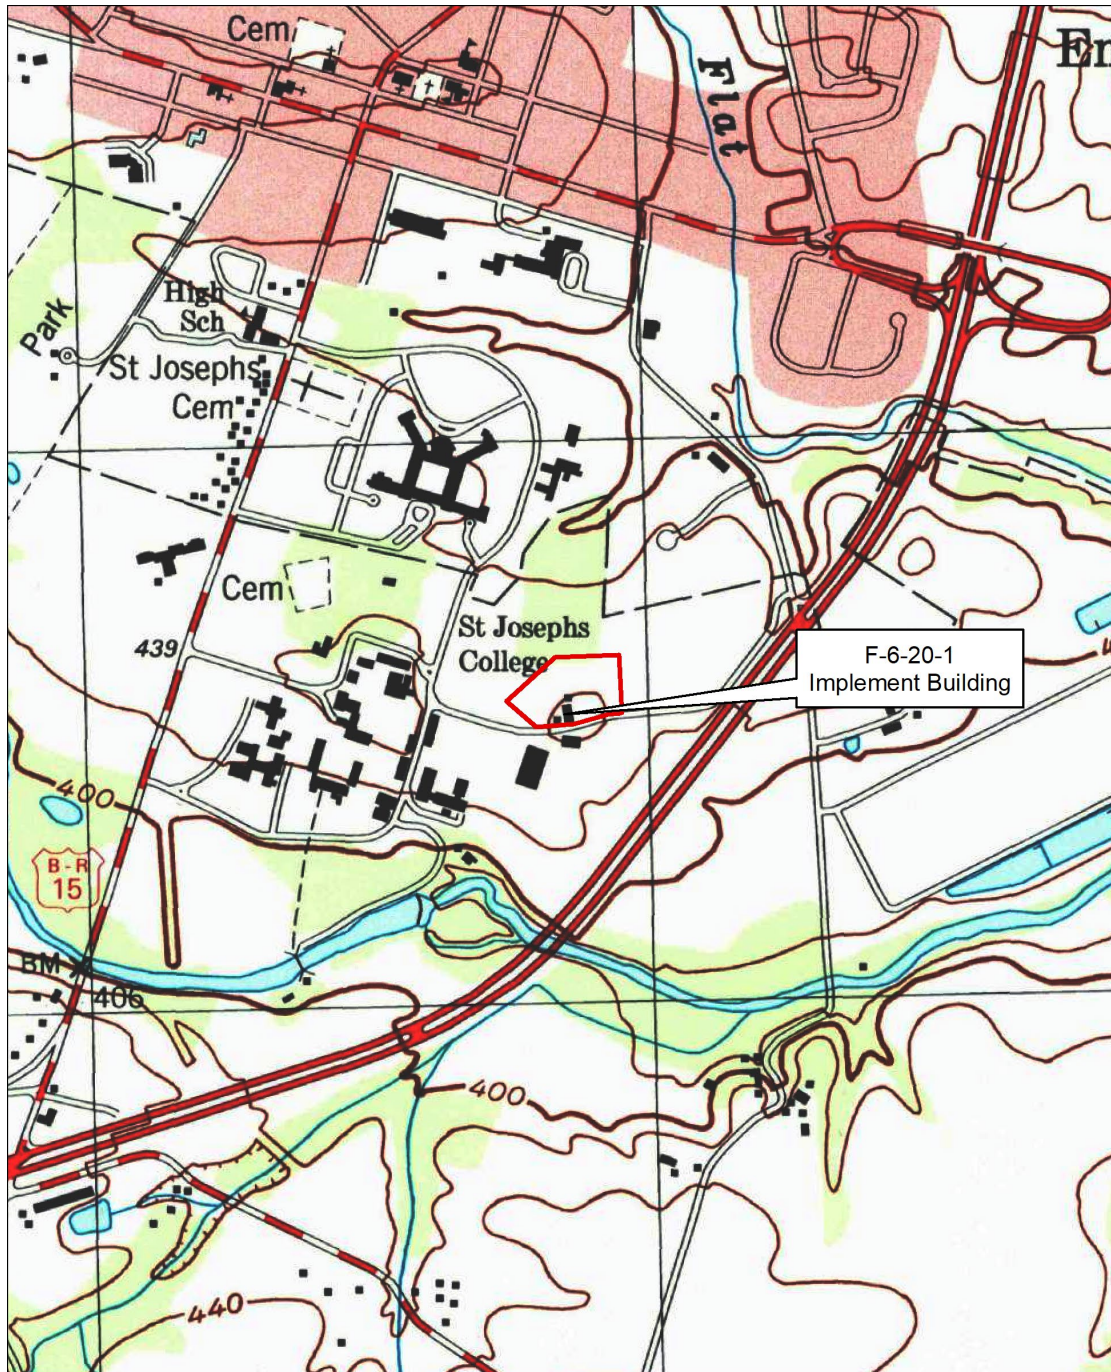 Cem
Flat
En
High
Sch
Park
St Josephs
Cem
Cem
439
St Josephs
College
F-6-20-1
Implement Building
400
B-R
15
BM
406
400
440